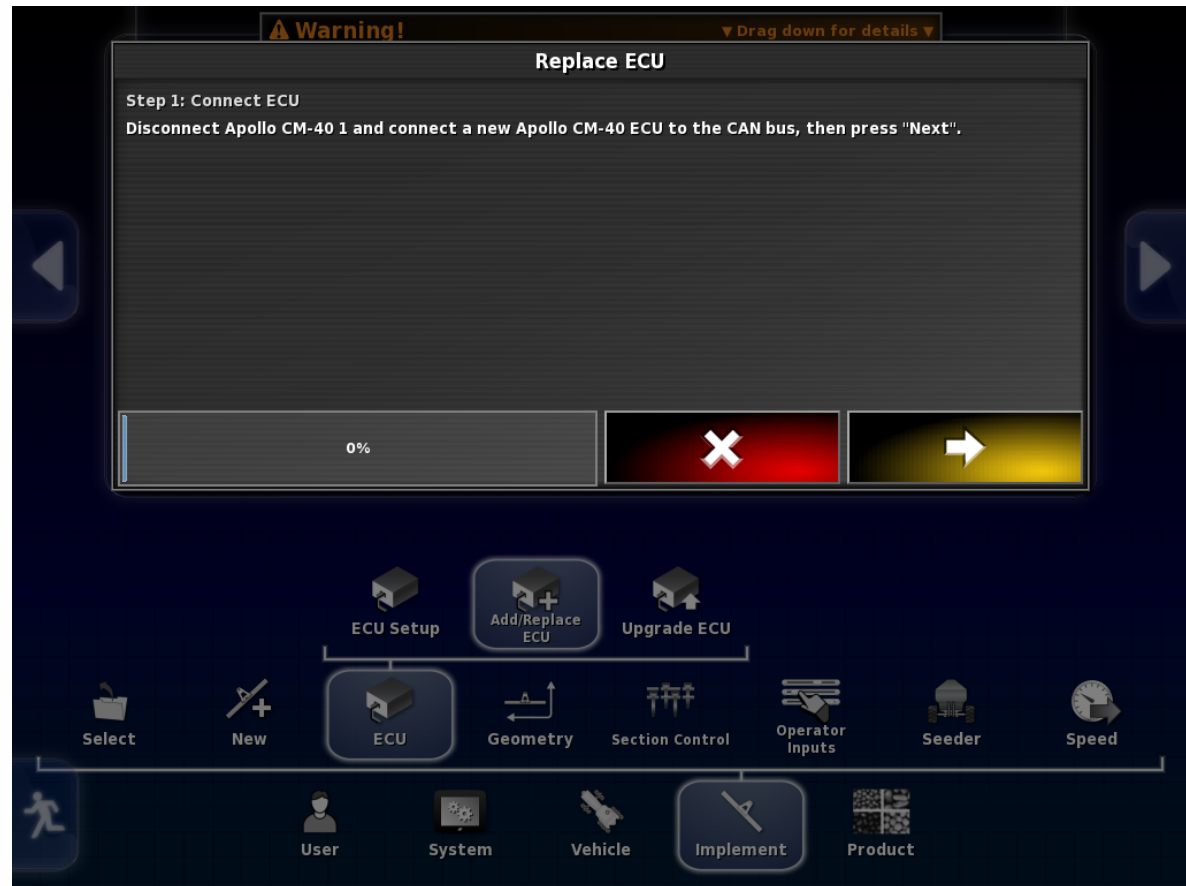 Warning!
Drag down for details
Replace ECU
Step 1: Connect ECU
Disconnect Apollo CM-40 1 and connect a new Apollo CM-40 ECU to the CAN bus, then press "Next".
0%
ECU Setup
Add/Replace
ECU
Upgrade ECU
Select
New
ECU
Geometry
Section Control
Operator
Inputs
Seeder
Speed
User
System
Vehicle
Implement
Product